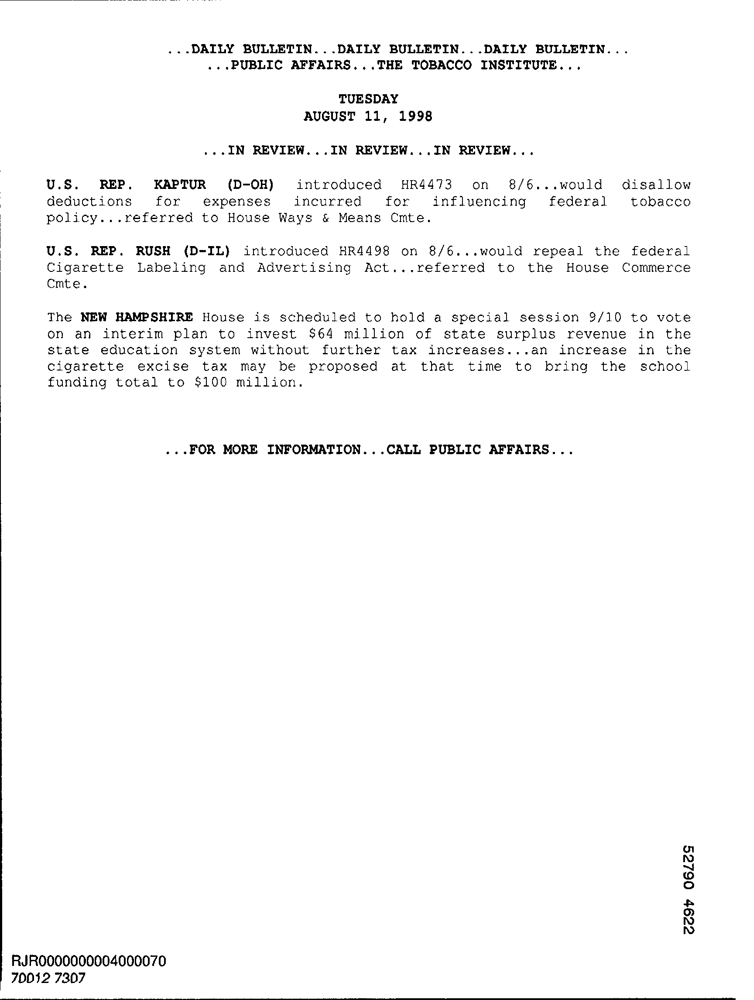 ...DAILY BULLETIN...DAILY BULLETIN...DAILY BULLETIN...
...PUBLIC AFFAIRS...THE TOBACCO INSTITUTE...
TUESDAY
AUGUST 11, 1998
...IN REVIEW...IN REVIEW...IN REVIEW...
U.S. REP. KAPTUR (D-OH) introduced HR4473 on 8/6...would disallow
deductions for expenses incurred for influencing federal tobacco
policy...referred to House Ways & Means Cmte.
U.S. REP. RUSH (D-IL) introduced HR4498 on 8/6...would repeal the federal
Cigarette Labeling and Advertising Act...referred to the House Commerce
Cmte.
The NEW HAMPSHIRE House is scheduled to hold a special session 9/10 to vote
on an interim plan to invest $64 million of state surplus revenue in the
state education system without further tax increases...an increase in the
cigarette excise tax may be proposed at that time to bring the school
funding total to $100 million.
...FOR MORE INFORMATION...CALL PUBLIC AFFAIRS...
52790 4622
RJR0000000004000070
70012 7307